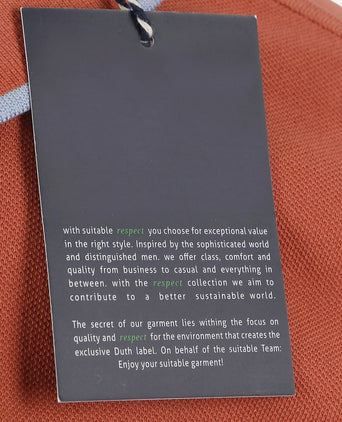 with suitable respect you choose for exceptional value
in the right style. Inspired by the sophisticated world
and distinguished men. we offer class, comfort and
quality from business to casual and everything in
between. with the respect collection we aim to
contribute to a better sustainable world.
The secret of our garment lies withing the focus on
quality and respect for the environment that creates the
exclusive Duth label. On behalf of the suitable Team:
Enjoy your suitable garment!